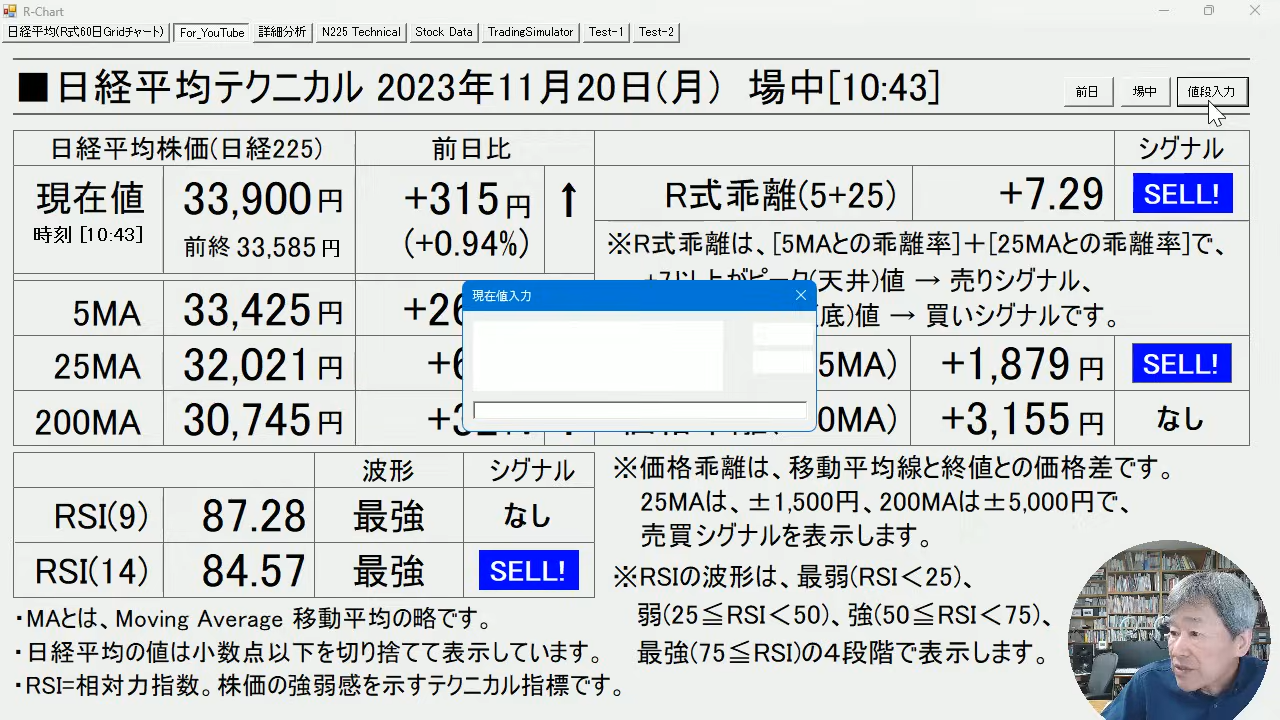 R-Chart
日経平均(R式60日Gridチャート) For_YouTube 詳細分析 N225 Technical Stock Data TradingSimulator Test-1 Test-2
■日経平均テクニカル 2023年11月20日(月) 場中[10:43]
前日 場中 値段入力
日経平均株価(日経225) 前日比 シグナル
現在値 33,900円 +315円 ↑
時刻 [10:43] 前終 33,585円 (+0.94%)
R式乖離(5+25) +7.29 SELL!
※R式乖離は、[5MAとの乖離率]+[25MAとの乖離率]で、
+7以上がピーク(天井)値 → 売りシグナル、
底)値 → 買いシグナルです。
現在値入力
5MA 33,425円 +26
25MA 32,021円 5MA) +1,879円 SELL!
200MA 30,745円 0MA) +3,155円 なし
波形 シグナル
RSI(9) 87.28 最強 なし
RSI(14) 84.57 最強 SELL!
※価格乖離は、移動平均線と終値との価格差です。
25MAは、±1,500円、200MAは±5,000円で、
売買シグナルを表示します。
※RSIの波形は、最弱(RSI<25)、
弱(25≦RSI<50)、強(50≦RSI<75)、
最強(75≦RSI)の4段階で表示します。
・MAとは、Moving Average 移動平均の略です。
・日経平均の値は小数点以下を切り捨てて表示しています。
・RSI=相対力指数。株価の強弱感を示すテクニカル指標です。